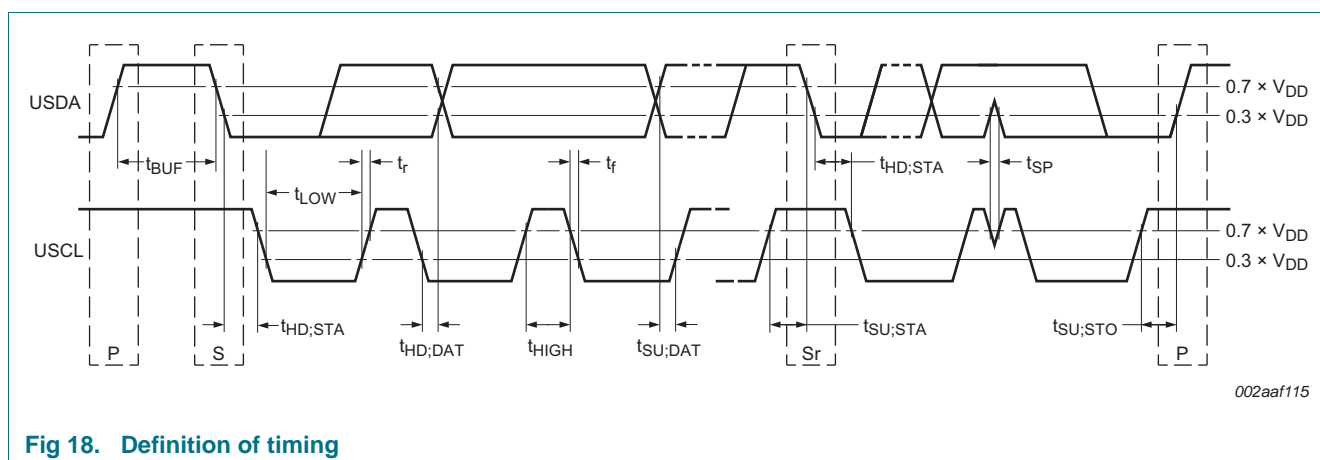 USDA
0.7 × VDD
0.3 × VDD
tBUF
tr
tf
tHD;STA
tSP
tLOW
USCL
0.7 × VDD
0.3 × VDD
tHD;STA
tHD;DAT
tHIGH
tSU;DAT
tSU;STA
tSU;STO
P
S
Sr
P
002aaf115
Fig 18. Definition of timing